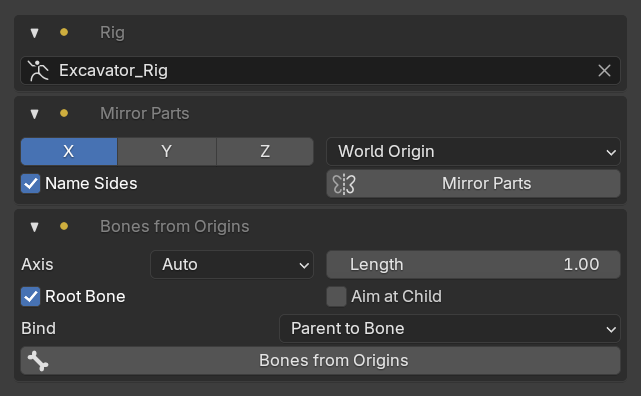 Rig
Excavator_Rig
Mirror Parts
X Y Z World Origin
Name Sides Mirror Parts
Bones from Origins
Axis Auto Length 1.00
Root Bone Aim at Child
Bind Parent to Bone
Bones from Origins